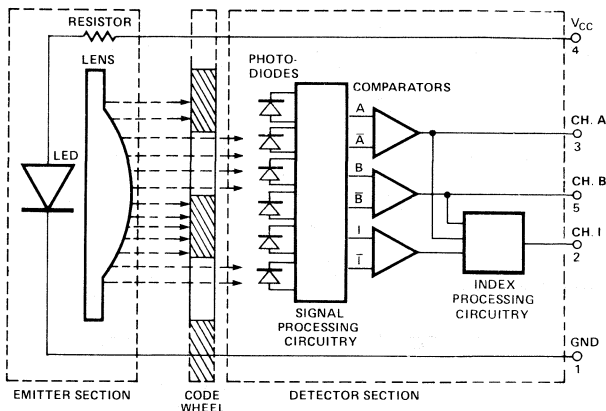 RESISTOR
LENS
LED
PHOTO-
DIODES
COMPARATORS
A
A̅
B
B̅
I
I̅
VCC
4
CH. A
3
CH. B
5
CH. I
2
GND
1
SIGNAL
PROCESSING
CIRCUITRY
INDEX
PROCESSING
CIRCUITRY
EMITTER SECTION
CODE
WHEEL
DETECTOR SECTION